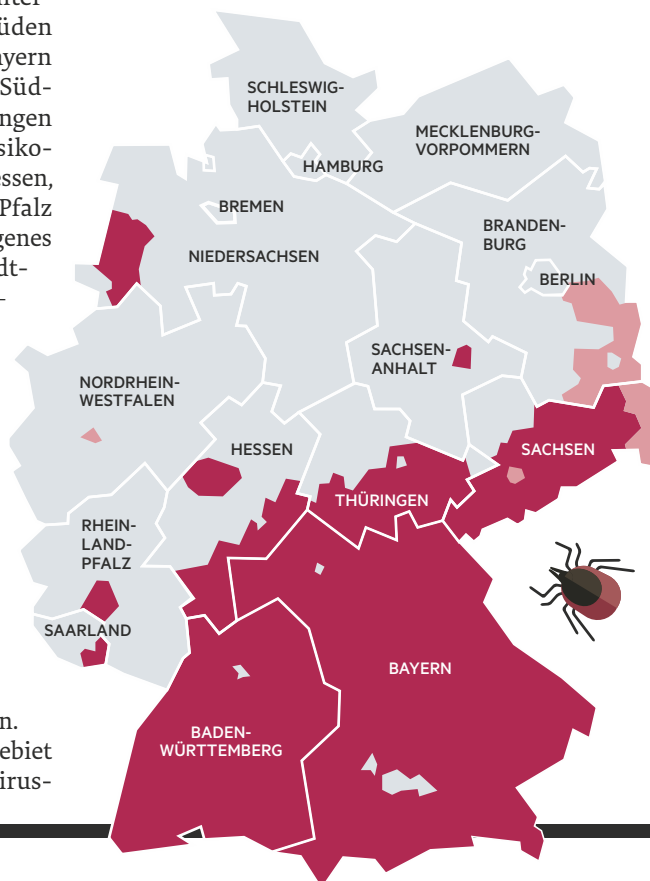 üden
ayern
Süd-
ngen
siko-
essen,
Pfalz
genes
dt-
–
n.
ebiet
irus-
SCHLESWIG-
HOLSTEIN
MECKLENBURG-
VORPOMMERN
HAMBURG
BREMEN
BRANDEN-
BURG
NIEDERSACHSEN
BERLIN
SACHSEN-
ANHALT
NORDRHEIN-
WESTFALEN
HESSEN
SACHSEN
THÜRINGEN
RHEIN-
LAND-
PFALZ
SAARLAND
BAYERN
BADEN-
WÜRTTEMBERG